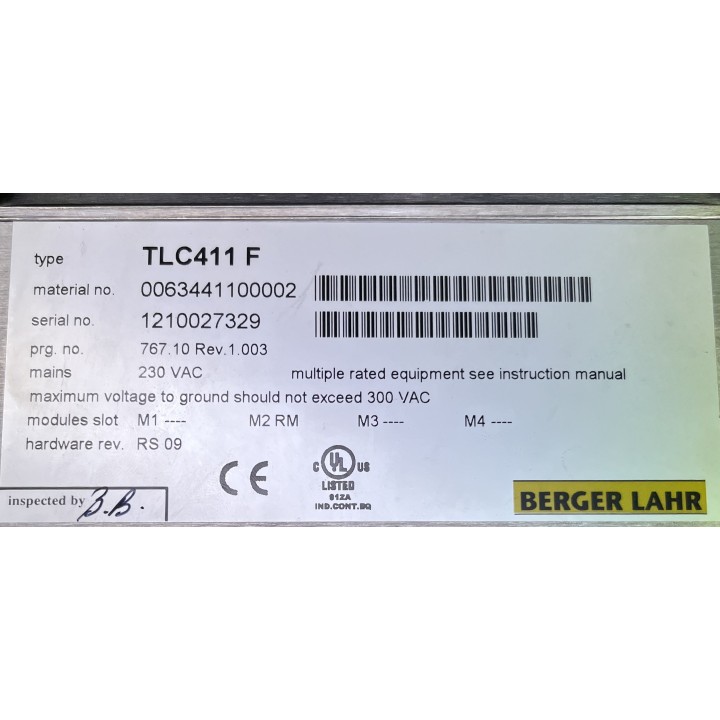 type TLC411 F
material no. 0063441100002
serial no. 1210027329
prg. no. 767.10 Rev.1.003
mains 230 VAC multiple rated equipment see instruction manual
maximum voltage to ground should not exceed 300 VAC
modules slot M1 ---- M2 RM M3 ---- M4 ----
hardware rev. RS 09
CE
C UL US
LISTED
81ZA
IND.CONT.EQ
inspected by B.B.
BERGER LAHR